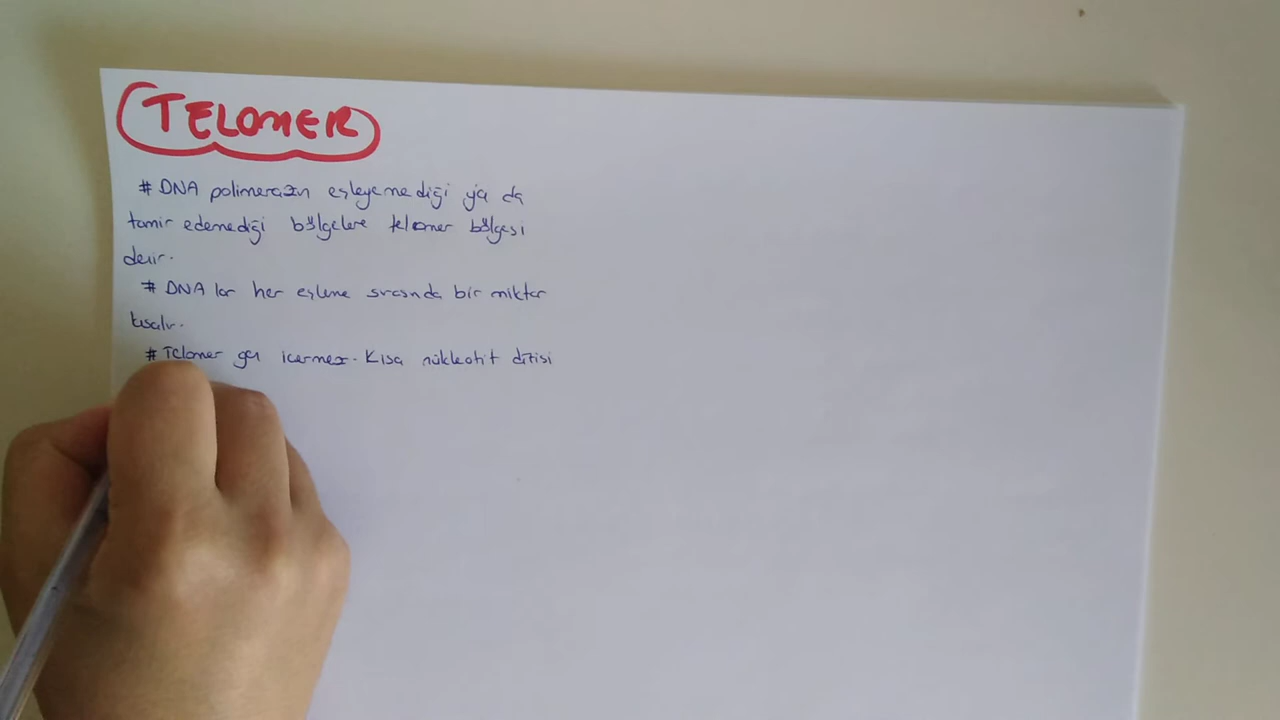 TELOMER
# DNA polimerazın eşleyemediği ya da
tamir edemediği bölgelere telomer bölgesi
denir.
# DNA lar her eşleme sırasında bir miktar
kısalır.
# Telomer gen içermez. Kısa nükleotit dizisi